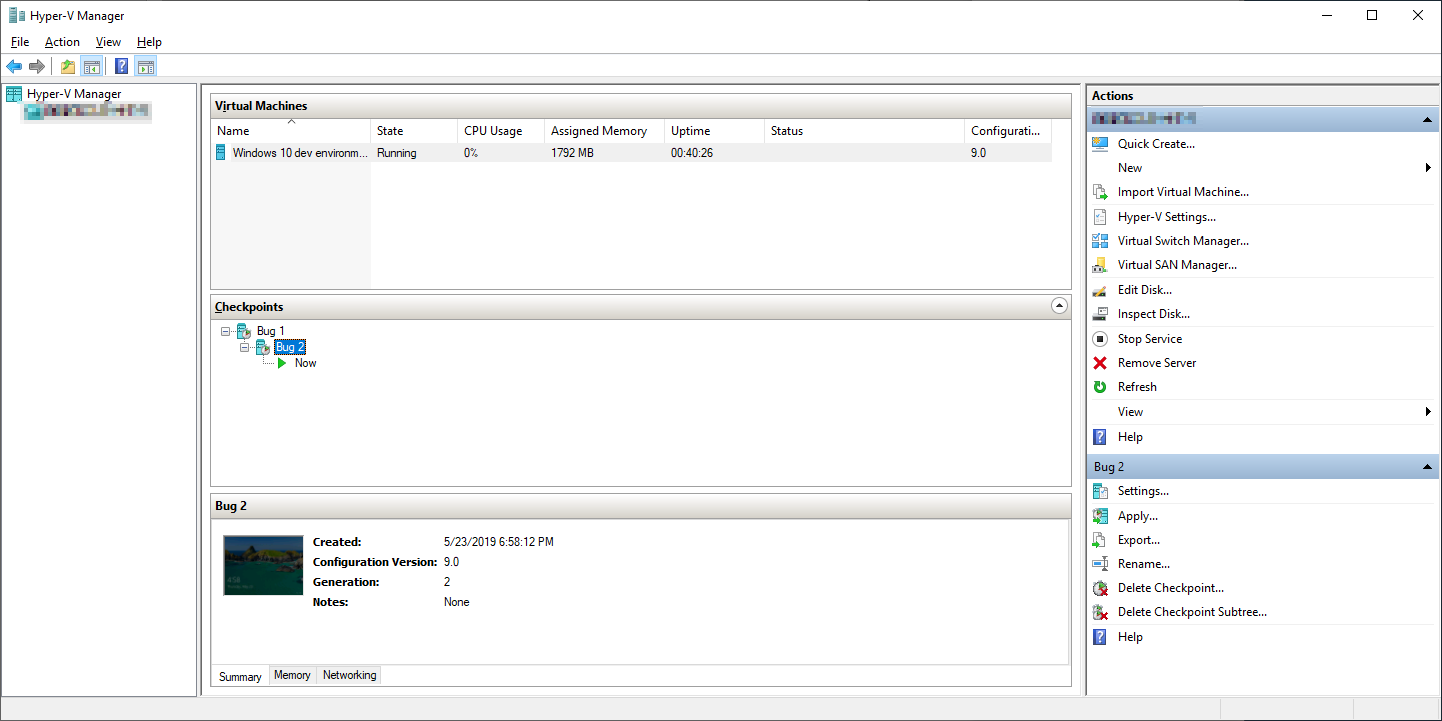 Hyper-V Manager
File Action View Help
Hyper-V Manager
Virtual Machines
Name State CPU Usage Assigned Memory Uptime Status Configurati...
Windows 10 dev environm... Running 0% 1792 MB 00:40:26 9.0
Checkpoints
Bug 1
Bug 2
Now
Bug 2
Created: 5/23/2019 6:58:12 PM
Configuration Version: 9.0
Generation: 2
Notes: None
Summary Memory Networking
Actions
Quick Create...
New
Import Virtual Machine...
Hyper-V Settings...
Virtual Switch Manager...
Virtual SAN Manager...
Edit Disk...
Inspect Disk...
Stop Service
Remove Server
Refresh
View
Help
Bug 2
Settings...
Apply...
Export...
Rename...
Delete Checkpoint...
Delete Checkpoint Subtree...
Help